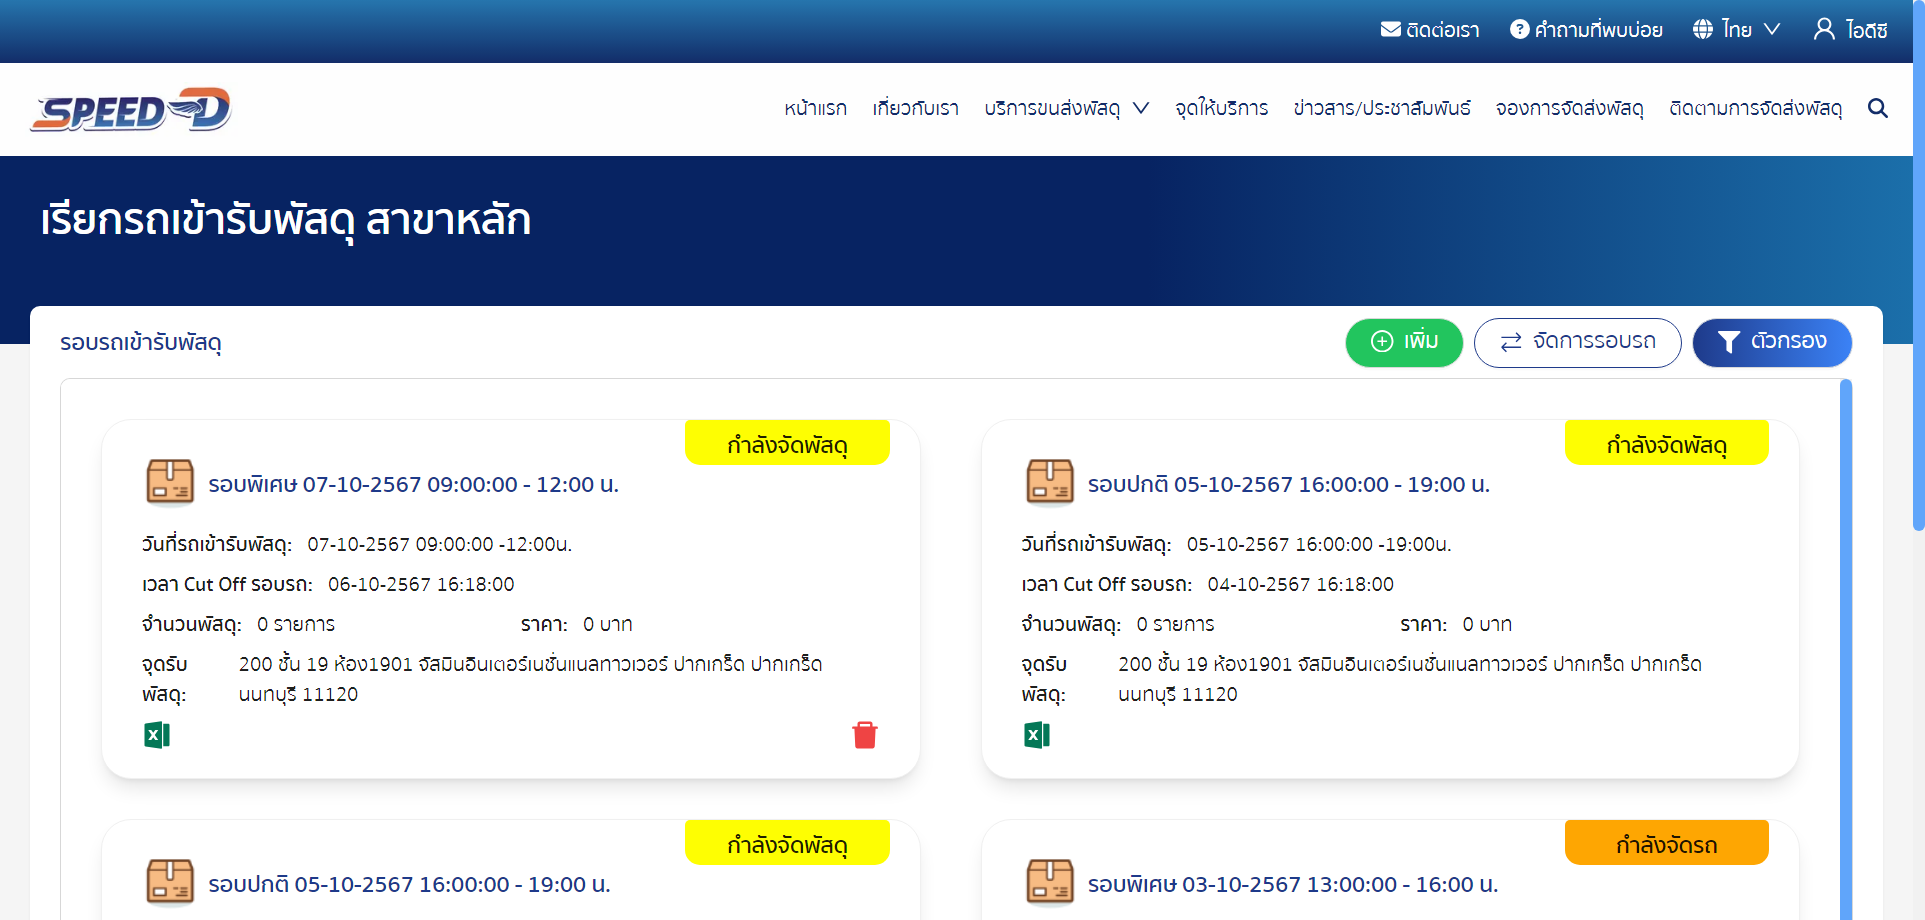 ติดต่อเรา คำถามที่พบบ่อย ไทย ไอดีซี
SPEED-D
หน้าแรก เกี่ยวกับเรา บริการขนส่งพัสดุ จุดให้บริการ ข่าวสาร/ประชาสัมพันธ์ จองการจัดส่งพัสดุ ติดตามการจัดส่งพัสดุ
เรียกรถเข้ารับพัสดุ สาขาหลัก
รอบรถเข้ารับพัสดุ เพิ่ม จัดการรอบรถ ตัวกรอง
กำลังจัดพัสดุ
รอบพิเศษ 07-10-2567 09:00:00 - 12:00 น.
วันที่รถเข้ารับพัสดุ: 07-10-2567 09:00:00 -12:00น.
เวลา Cut Off รอบรถ: 06-10-2567 16:18:00
จำนวนพัสดุ: 0 รายการ ราคา: 0 บาท
จุดรับพัสดุ: 200 ชั้น 19 ห้อง1901 จัสมินอินเตอร์เนชั่นแนลทาวเวอร์ ปากเกร็ด ปากเกร็ด
นนทบุรี 11120
กำลังจัดพัสดุ
รอบปกติ 05-10-2567 16:00:00 - 19:00 น.
วันที่รถเข้ารับพัสดุ: 05-10-2567 16:00:00 -19:00น.
เวลา Cut Off รอบรถ: 04-10-2567 16:18:00
จำนวนพัสดุ: 0 รายการ ราคา: 0 บาท
จุดรับพัสดุ: 200 ชั้น 19 ห้อง1901 จัสมินอินเตอร์เนชั่นแนลทาวเวอร์ ปากเกร็ด ปากเกร็ด
นนทบุรี 11120
กำลังจัดพัสดุ
รอบปกติ 05-10-2567 16:00:00 - 19:00 น.
กำลังจัดรถ
รอบพิเศษ 03-10-2567 13:00:00 - 16:00 น.